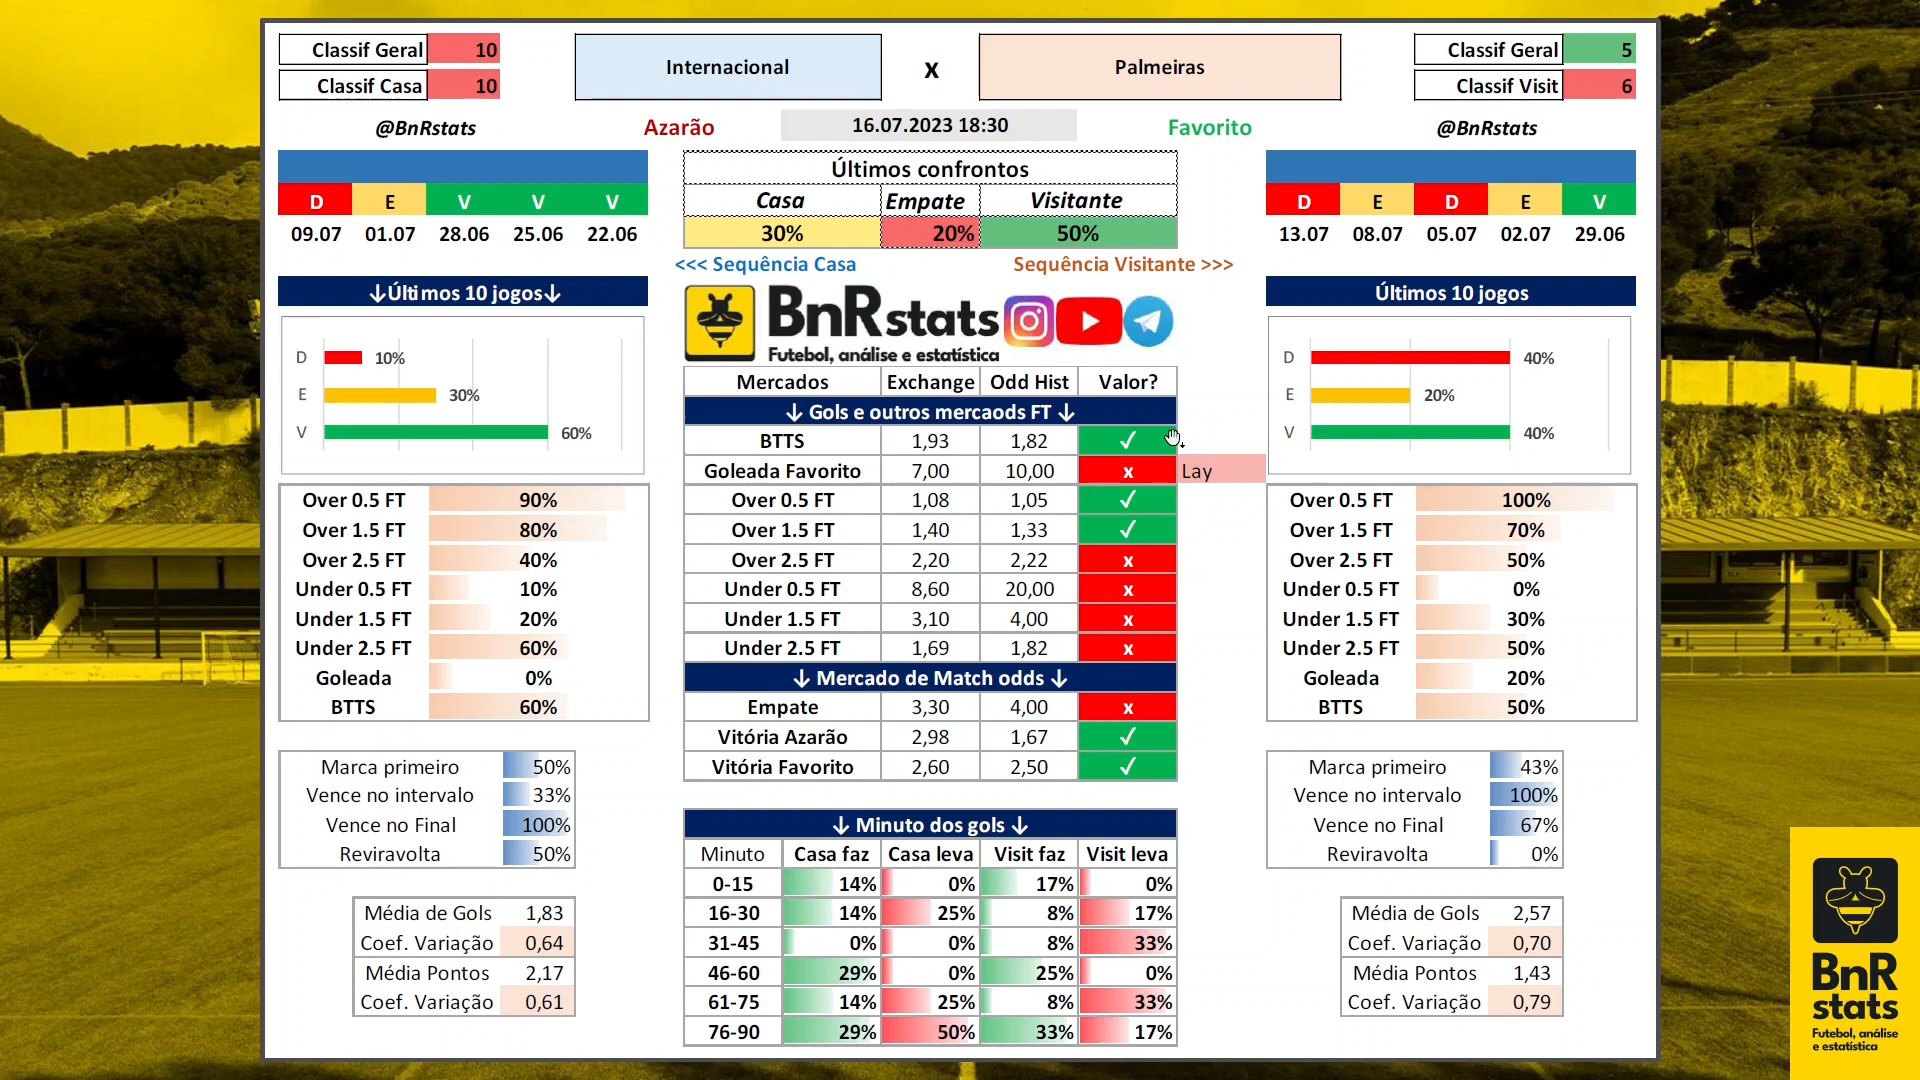 Classif Geral 10
Classif Casa 10
Internacional x Palmeiras
Classif Geral 5
Classif Visit 6
@BnRstats Azarão 16.07.2023 18:30 Favorito @BnRstats
D E V V V
09.07 01.07 28.06 25.06 22.06
Últimos confrontos
Casa Empate Visitante
30% 20% 50%
<<< Sequência Casa Sequência Visitante >>>
D E D E V
13.07 08.07 05.07 02.07 29.06
↓Últimos 10 jogos↓
D 10%
E 30%
V 60%
Over 0.5 FT 90%
Over 1.5 FT 80%
Over 2.5 FT 40%
Under 0.5 FT 10%
Under 1.5 FT 20%
Under 2.5 FT 60%
Goleada 0%
BTTS 60%
Marca primeiro 50%
Vence no intervalo 33%
Vence no Final 100%
Reviravolta 50%
Média de Gols 1,83
Coef. Variação 0,64
Média Pontos 2,17
Coef. Variação 0,61
BnRstats
Futebol, análise e estatística
Mercados Exchange Odd Hist Valor?
↓ Gols e outros mercaods FT ↓
BTTS 1,93 1,82 ✓
Goleada Favorito 7,00 10,00 x Lay
Over 0.5 FT 1,08 1,05 ✓
Over 1.5 FT 1,40 1,33 ✓
Over 2.5 FT 2,20 2,22 x
Under 0.5 FT 8,60 20,00 x
Under 1.5 FT 3,10 4,00 x
Under 2.5 FT 1,69 1,82 x
↓ Mercado de Match odds ↓
Empate 3,30 4,00 x
Vitória Azarão 2,98 1,67 ✓
Vitória Favorito 2,60 2,50 ✓
↓ Minuto dos gols ↓
Minuto Casa faz Casa leva Visit faz Visit leva
0-15 14% 0% 17% 0%
16-30 14% 25% 8% 17%
31-45 0% 0% 8% 33%
46-60 29% 0% 25% 0%
61-75 14% 25% 8% 33%
76-90 29% 50% 33% 17%
Últimos 10 jogos
D 40%
E 20%
V 40%
Over 0.5 FT 100%
Over 1.5 FT 70%
Over 2.5 FT 50%
Under 0.5 FT 0%
Under 1.5 FT 30%
Under 2.5 FT 50%
Goleada 20%
BTTS 50%
Marca primeiro 43%
Vence no intervalo 100%
Vence no Final 67%
Reviravolta 0%
Média de Gols 2,57
Coef. Variação 0,70
Média Pontos 1,43
Coef. Variação 0,79
BnR
stats
Futebol, análise
e estatística